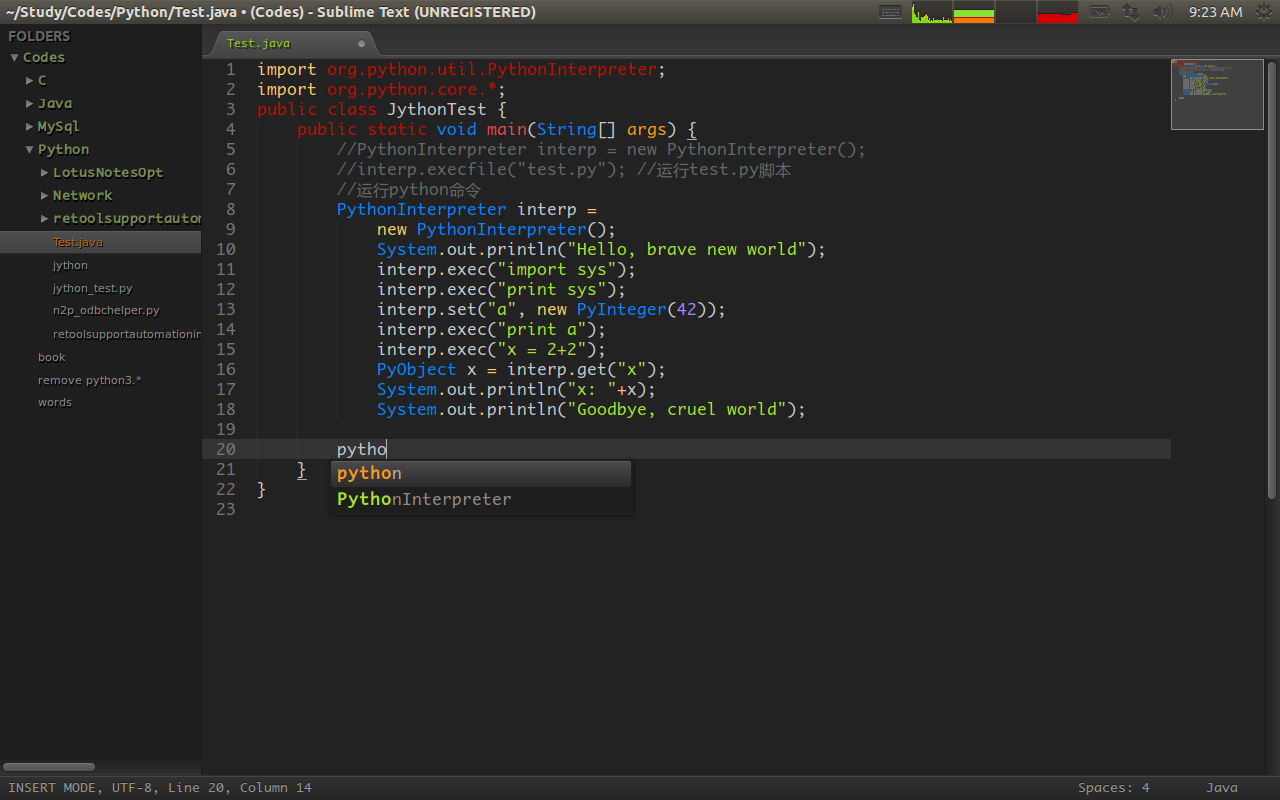 ~/Study/Codes/Python/Test.java • (Codes) - Sublime Text (UNREGISTERED)
9:23 AM
FOLDERS
Codes
C
Java
MySql
Python
LotusNotesOpt
Network
retoolsupportautom
Test.java
jython
jython_test.py
n2p_odbchelper.py
retoolsupportautomationin
book
remove python3.*
words
Test.java
1 import org.python.util.PythonInterpreter;
2 import org.python.core.*;
3 public class JythonTest {
4 public static void main(String[] args) {
5 //PythonInterpreter interp = new PythonInterpreter();
6 //interp.execfile("test.py"); //运行test.py脚本
7 //运行python命令
8 PythonInterpreter interp =
9 new PythonInterpreter();
10 System.out.println("Hello, brave new world");
11 interp.exec("import sys");
12 interp.exec("print sys");
13 interp.set("a", new PyInteger(42));
14 interp.exec("print a");
15 interp.exec("x = 2+2");
16 PyObject x = interp.get("x");
17 System.out.println("x: "+x);
18 System.out.println("Goodbye, cruel world");
19
20 pytho
21 }
22 }
23
python
PythonInterpreter
INSERT MODE, UTF-8, Line 20, Column 14
Spaces: 4
Java